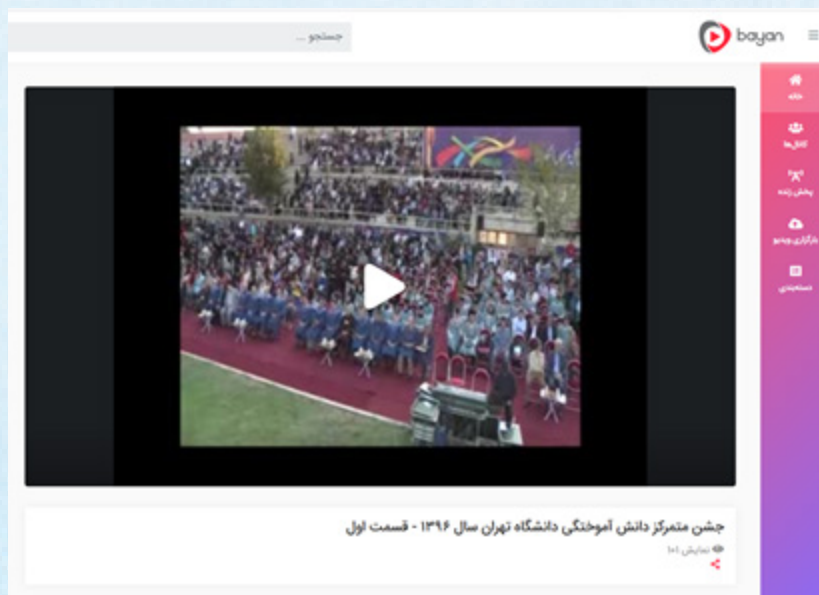 bayan
جستجو ...
خانه
کانال‌ها
پخش زنده
بارگزاری ویدیو
دسته‌بندی
جشن متمرکز دانش آموختگی دانشگاه تهران سال ۱۳۹۶ - قسمت اول
نمایش ۱۰۱